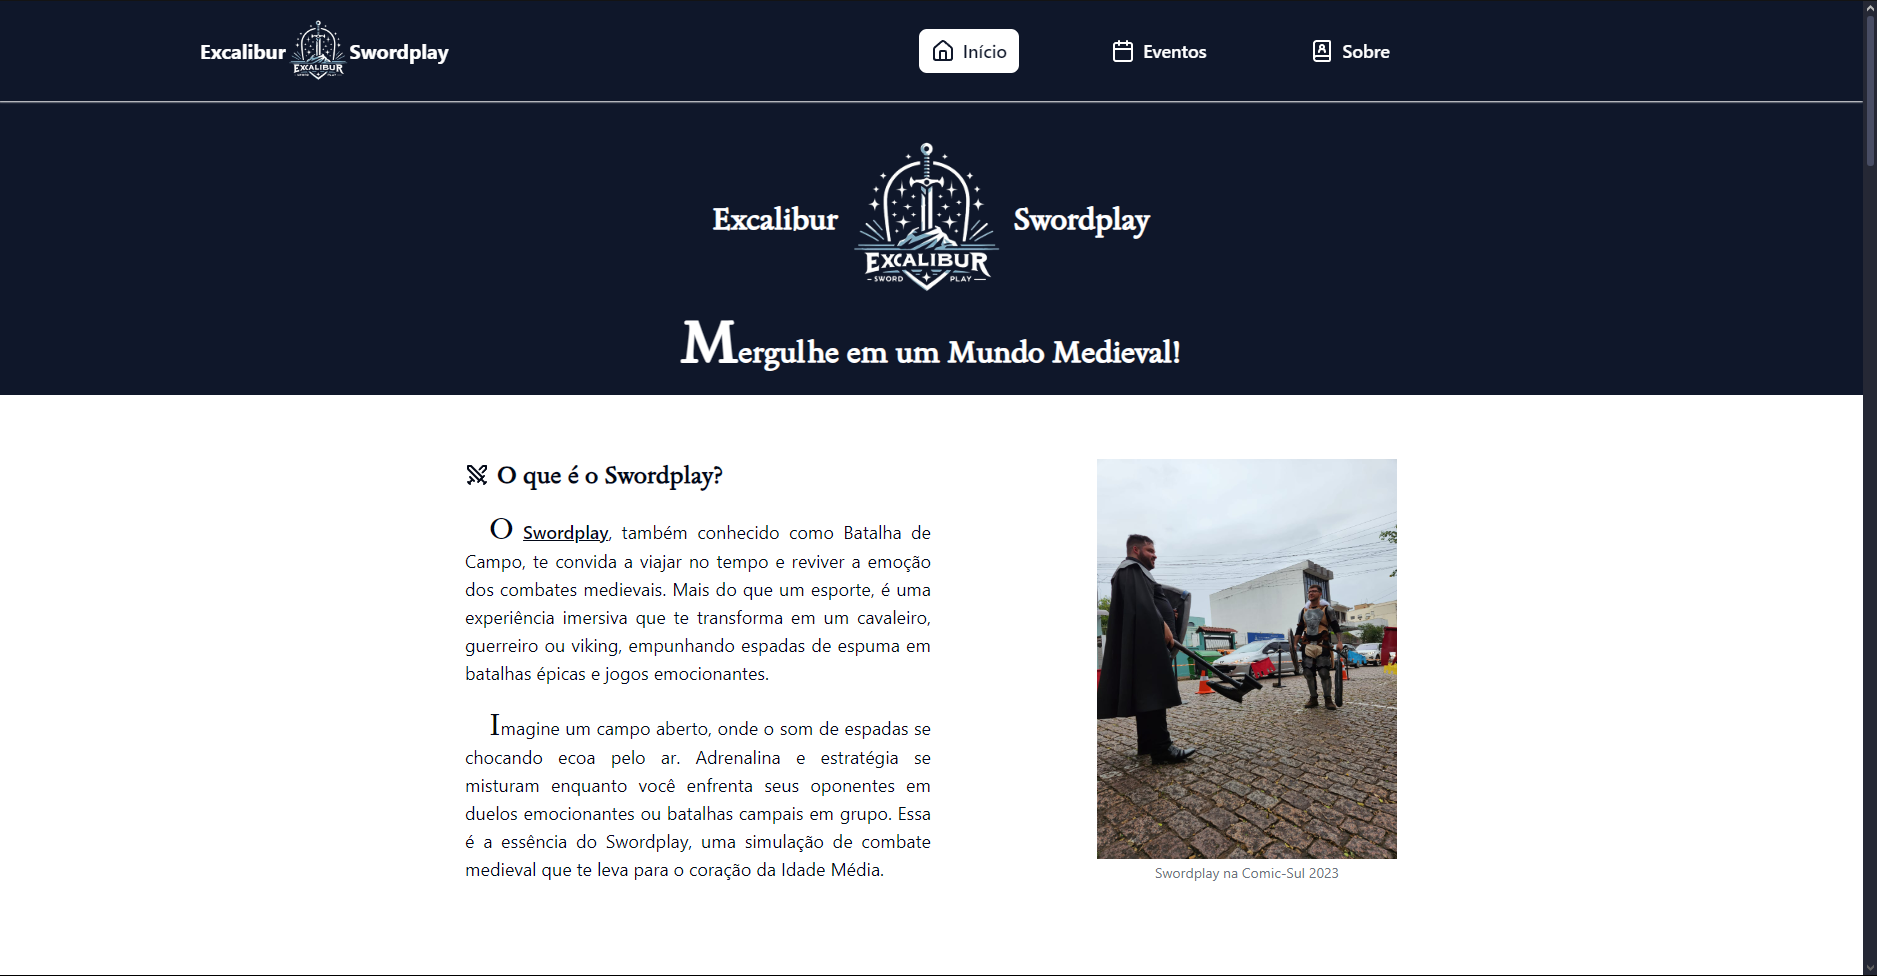 Excalibur EXCALIBUR Swordplay
Início
Eventos
Sobre
Excalibur
EXCALIBUR
SWORD PLAY
Swordplay
Mergulhe em um Mundo Medieval!
O que é o Swordplay?
O Swordplay, também conhecido como Batalha de
Campo, te convida a viajar no tempo e reviver a emoção
dos combates medievais. Mais do que um esporte, é uma
experiência imersiva que te transforma em um cavaleiro,
guerreiro ou viking, empunhando espadas de espuma em
batalhas épicas e jogos emocionantes.
Imagine um campo aberto, onde o som de espadas se
chocando ecoa pelo ar. Adrenalina e estratégia se
misturam enquanto você enfrenta seus oponentes em
duelos emocionantes ou batalhas campais em grupo. Essa
é a essência do Swordplay, uma simulação de combate
medieval que te leva para o coração da Idade Média.
Swordplay na Comic-Sul 2023